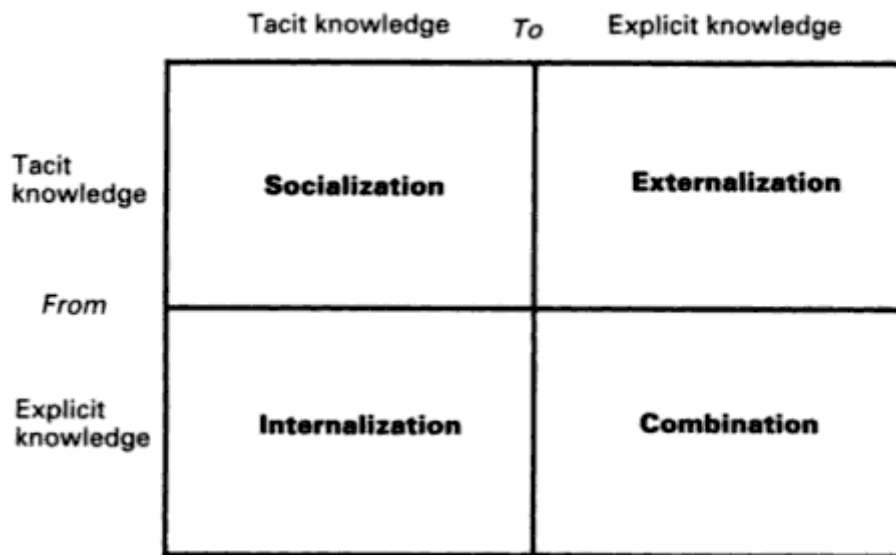 Tacit knowledge To Explicit knowledge
Tacit
knowledge
Socialization Externalization
From
Explicit
knowledge
Internalization Combination